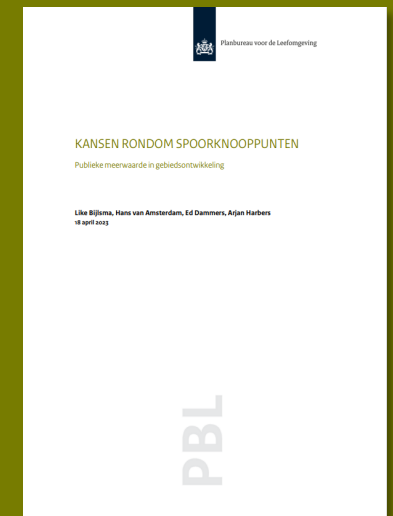 Planbureau voor de Leefomgeving
KANSEN RONDOM SPOORKNOOPPUNTEN
Publieke meerwaarde in gebiedsontwikkeling
Like Bijlsma, Hans van Amsterdam, Ed Dammers, Arjan Harbers
18 april 2023
PBL